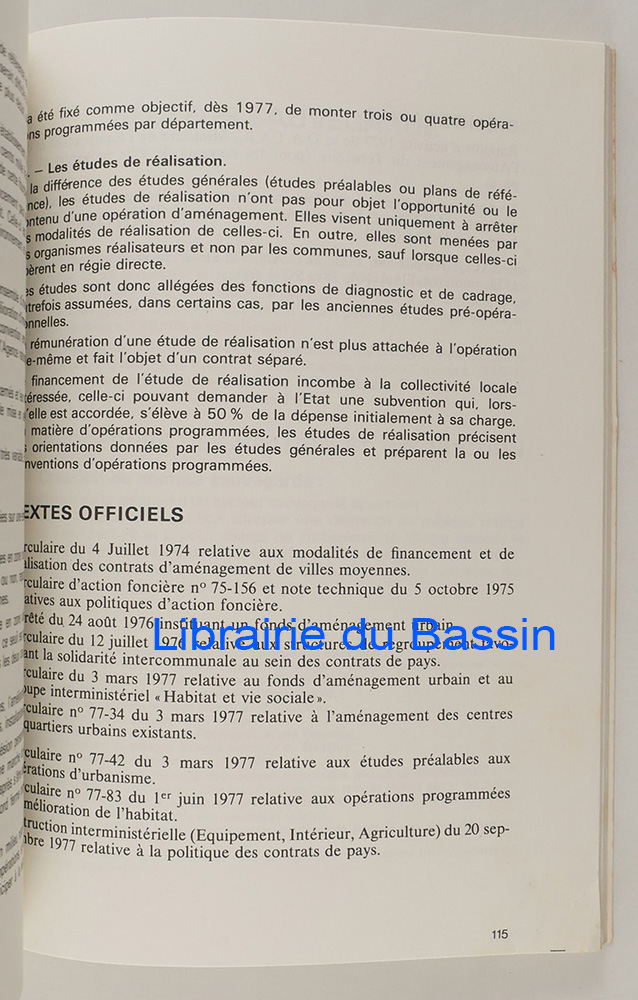 a été fixé comme objectif, dès 1977, de monter trois ou quatre opéra-
ns programmées par département.
. – Les études de réalisation.
la différence des études générales (études préalables ou plans de réfé-
nce), les études de réalisation n'ont pas pour objet l'opportunité ou le
ontenu d'une opération d'aménagement. Elles visent uniquement à arrêter
s modalités de réalisation de celles-ci. En outre, elles sont menées par
s organismes réalisateurs et non par les communes, sauf lorsque celles-ci
pèrent en régie directe.
es études sont donc allégées des fonctions de diagnostic et de cadrage,
trefois assumées, dans certains cas, par les anciennes études pré-opéra-
onnelles.
rémunération d'une étude de réalisation n'est plus attachée à l'opération
e-même et fait l'objet d'un contrat séparé.
financement de l'étude de réalisation incombe à la collectivité locale
téressée, celle-ci pouvant demander à l'Etat une subvention qui, lors-
'elle est accordée, s'élève à 50 % de la dépense initialement à sa charge.
matière d'opérations programmées, les études de réalisation précisent
s orientations données par les études générales et préparent la ou les
nventions d'opérations programmées.
EXTES OFFICIELS
rculaire du 4 Juillet 1974 relative aux modalités de financement et de
alisation des contrats d'aménagement de villes moyennes.
rculaire d'action foncière n° 75-156 et note technique du 5 octobre 1975
atives aux politiques d'action foncière.
rêté du 24 août 1976 instituant un fonds d'aménagement urbain.
rculaire du 12 juillet 1976 relative aux structures de regroupement favo-
ant la solidarité intercommunale au sein des contrats de pays.
Librairie du Bassin
culaire du 3 mars 1977 relative au fonds d'aménagement urbain et au
oupe interministériel « Habitat et vie sociale ».
culaire n° 77-34 du 3 mars 1977 relative à l'aménagement des centres
quartiers urbains existants.
culaire n° 77-42 du 3 mars 1977 relative aux études préalables aux
érations d'urbanisme.
culaire n° 77-83 du 1er juin 1977 relative aux opérations programmées
mélioration de l'habitat.
truction interministérielle (Equipement, Intérieur, Agriculture) du 20 sep-
bre 1977 relative à la politique des contrats de pays.
115